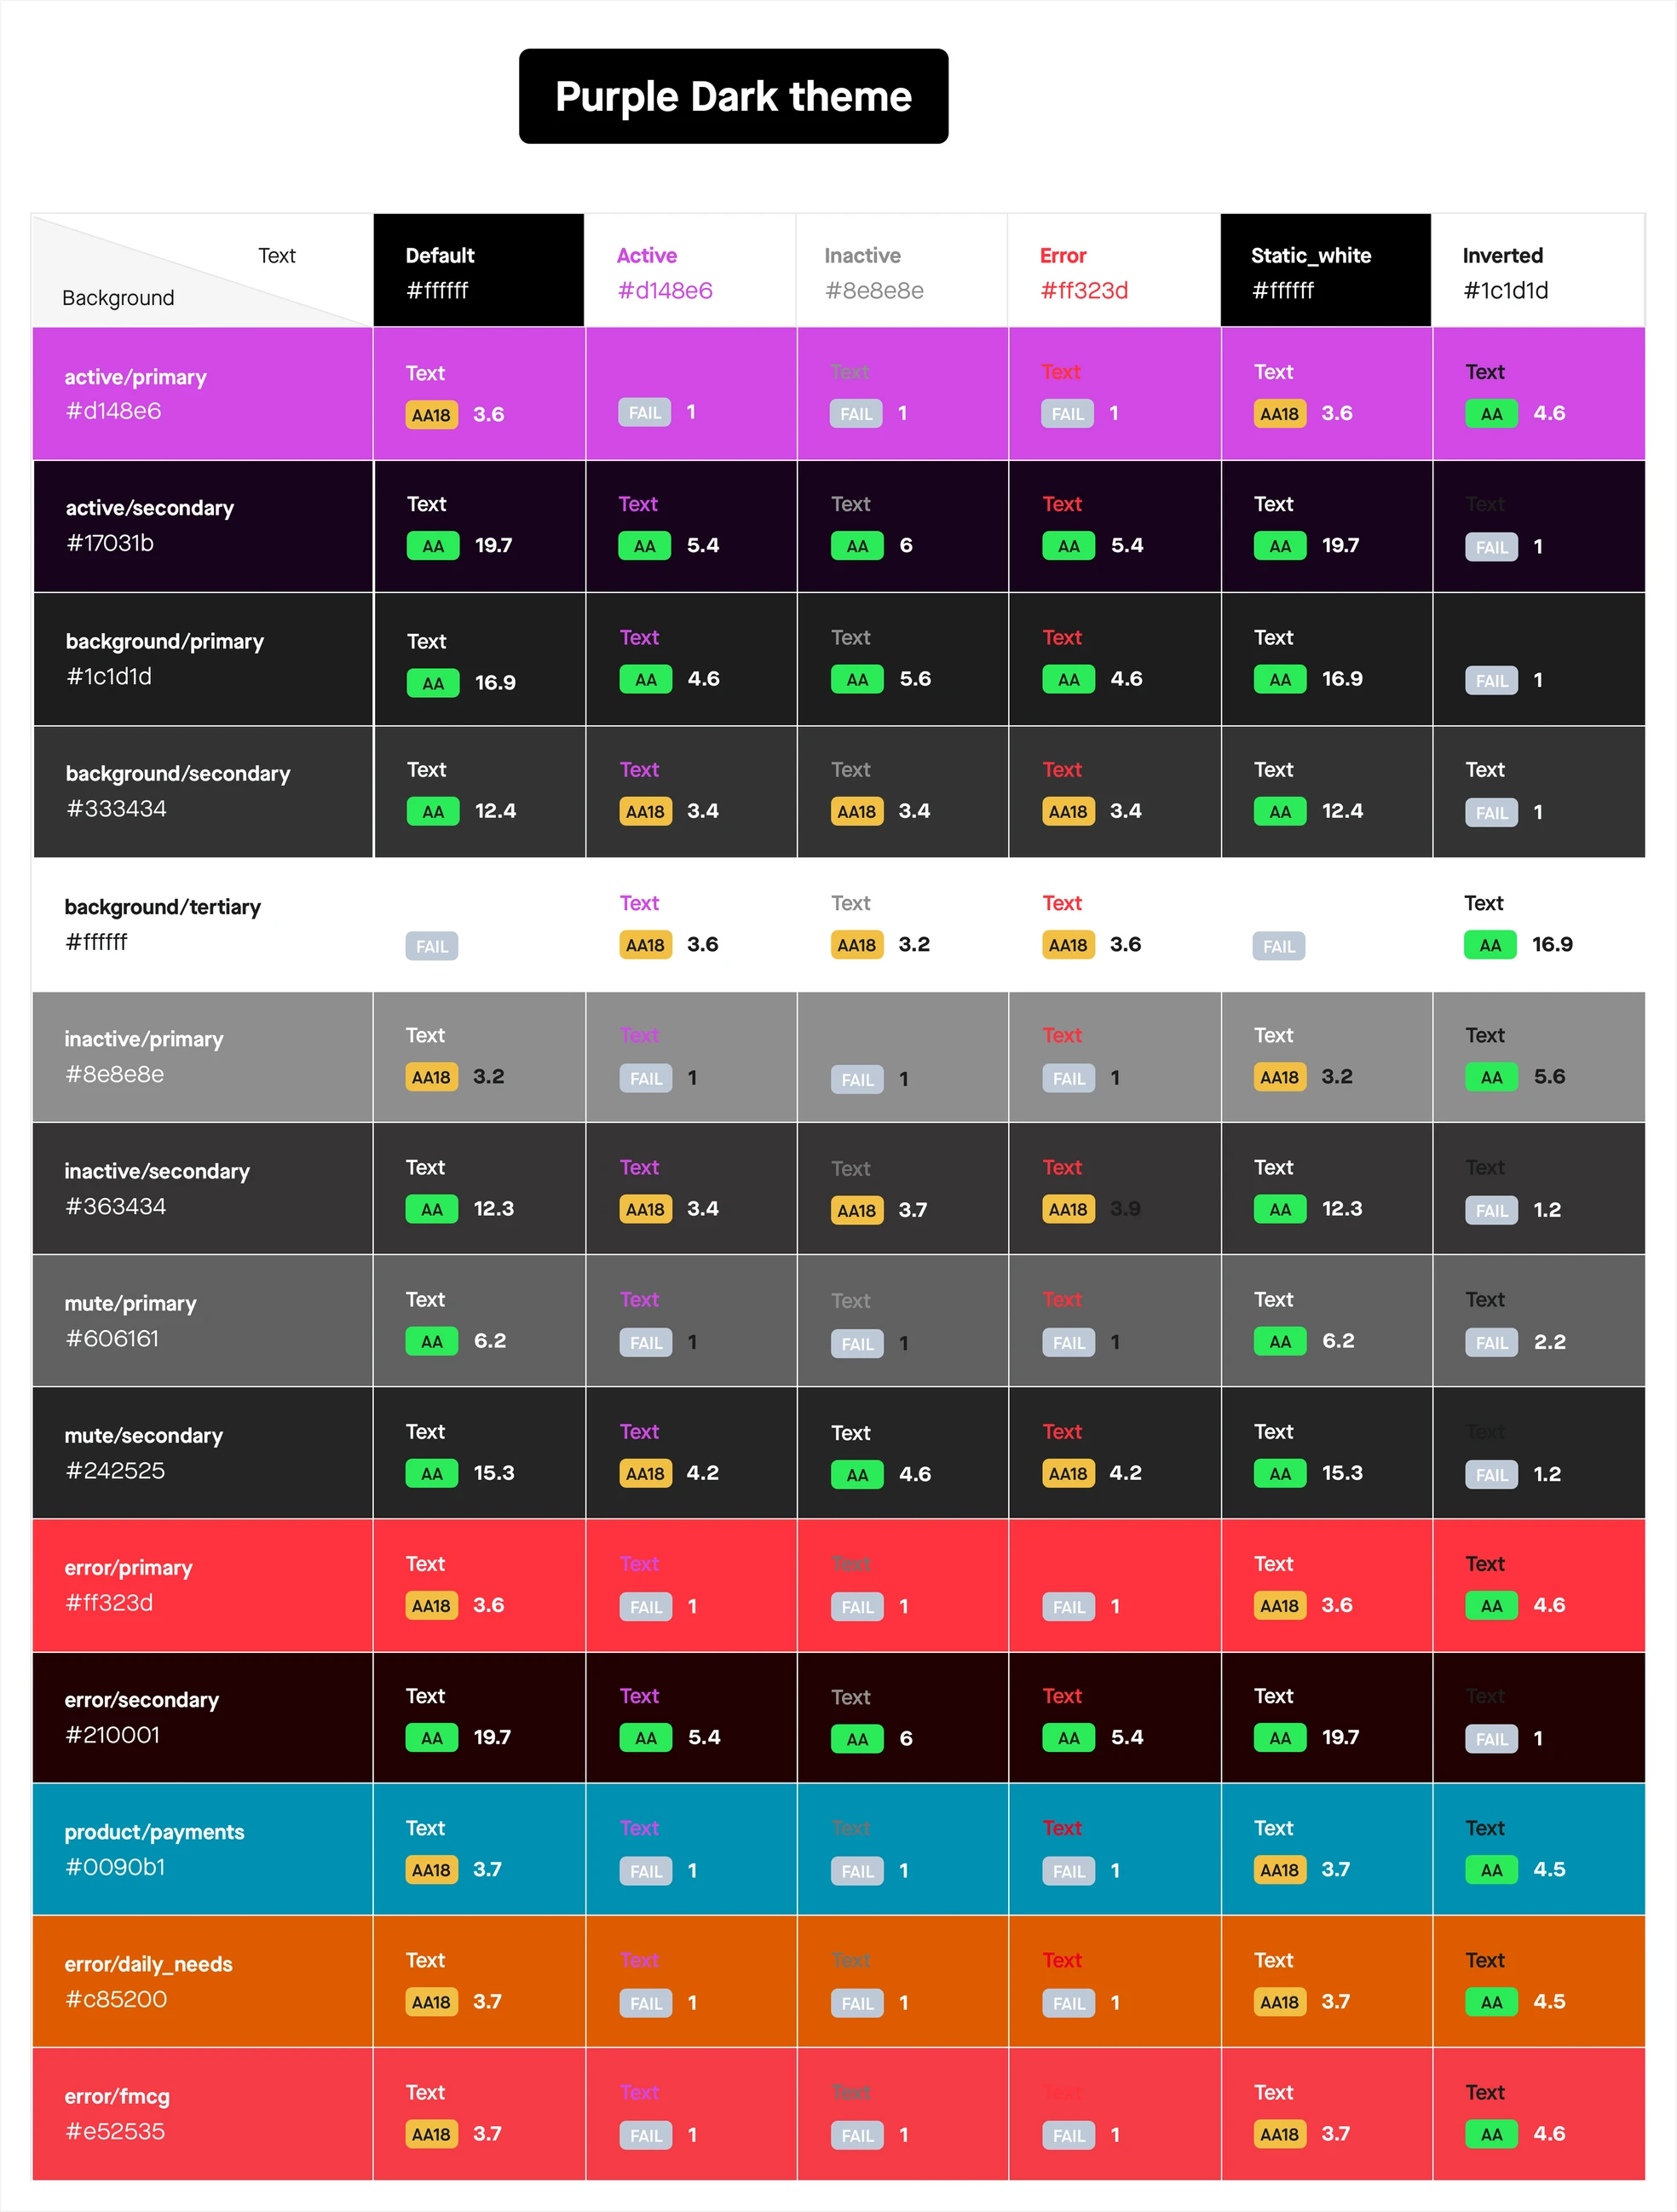 Purple Dark theme
Text
Background
Default
#ffffff
Active
#d148e6
Inactive
#8e8e8e
Error
#ff323d
Static_white
#ffffff
Inverted
#1c1d1d
active/primary
#d148e6
Text
AA18 3.6
FAIL 1
Text
FAIL 1
Text
FAIL 1
Text
AA18 3.6
Text
AA 4.6
active/secondary
#17031b
Text
AA 19.7
Text
AA 5.4
Text
AA 6
Text
AA 5.4
Text
AA 19.7
Text
FAIL 1
background/primary
#1c1d1d
Text
AA 16.9
Text
AA 4.6
Text
AA 5.6
Text
AA 4.6
Text
AA 16.9
FAIL 1
background/secondary
#333434
Text
AA 12.4
Text
AA18 3.4
Text
AA18 3.4
Text
AA18 3.4
Text
AA 12.4
Text
FAIL 1
background/tertiary
#ffffff
FAIL
Text
AA18 3.6
Text
AA18 3.2
Text
AA18 3.6
FAIL
Text
AA 16.9
inactive/primary
#8e8e8e
Text
AA18 3.2
Text
FAIL 1
FAIL 1
Text
FAIL 1
Text
AA18 3.2
Text
AA 5.6
inactive/secondary
#363434
Text
AA 12.3
Text
AA18 3.4
Text
AA18 3.7
Text
AA18 3.9
Text
AA 12.3
Text
FAIL 1.2
mute/primary
#606161
Text
AA 6.2
Text
FAIL 1
Text
FAIL 1
Text
FAIL 1
Text
AA 6.2
Text
FAIL 2.2
mute/secondary
#242525
Text
AA 15.3
Text
AA18 4.2
Text
AA 4.6
Text
AA18 4.2
Text
AA 15.3
Text
FAIL 1.2
error/primary
#ff323d
Text
AA18 3.6
Text
FAIL 1
Text
FAIL 1
FAIL 1
Text
AA18 3.6
Text
AA 4.6
error/secondary
#210001
Text
AA 19.7
Text
AA 5.4
Text
AA 6
Text
AA 5.4
Text
AA 19.7
Text
FAIL 1
product/payments
#0090b1
Text
AA18 3.7
Text
FAIL 1
Text
FAIL 1
Text
FAIL 1
Text
AA18 3.7
Text
AA 4.5
error/daily_needs
#c85200
Text
AA18 3.7
Text
FAIL 1
Text
FAIL 1
Text
FAIL 1
Text
AA18 3.7
Text
AA 4.5
error/fmcg
#e52535
Text
AA18 3.7
Text
FAIL 1
Text
FAIL 1
Text
FAIL 1
Text
AA18 3.7
Text
AA 4.6